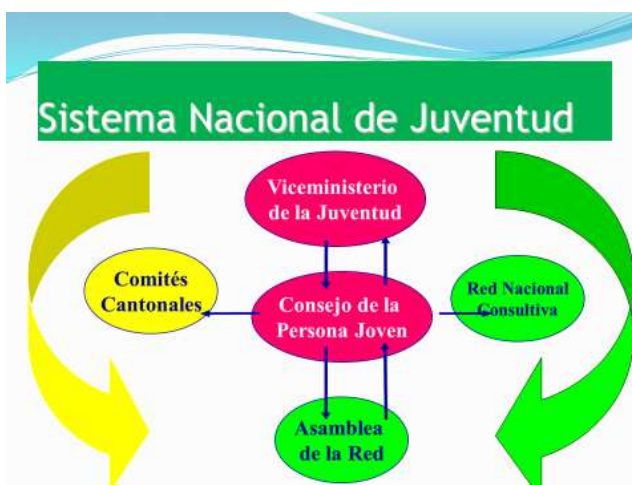 Sistema Nacional de Juventud
Viceministerio
de la Juventud
Comités
Cantonales
Consejo de la
Persona Joven
Red Nacional
Consultiva
Asamblea
de la Red